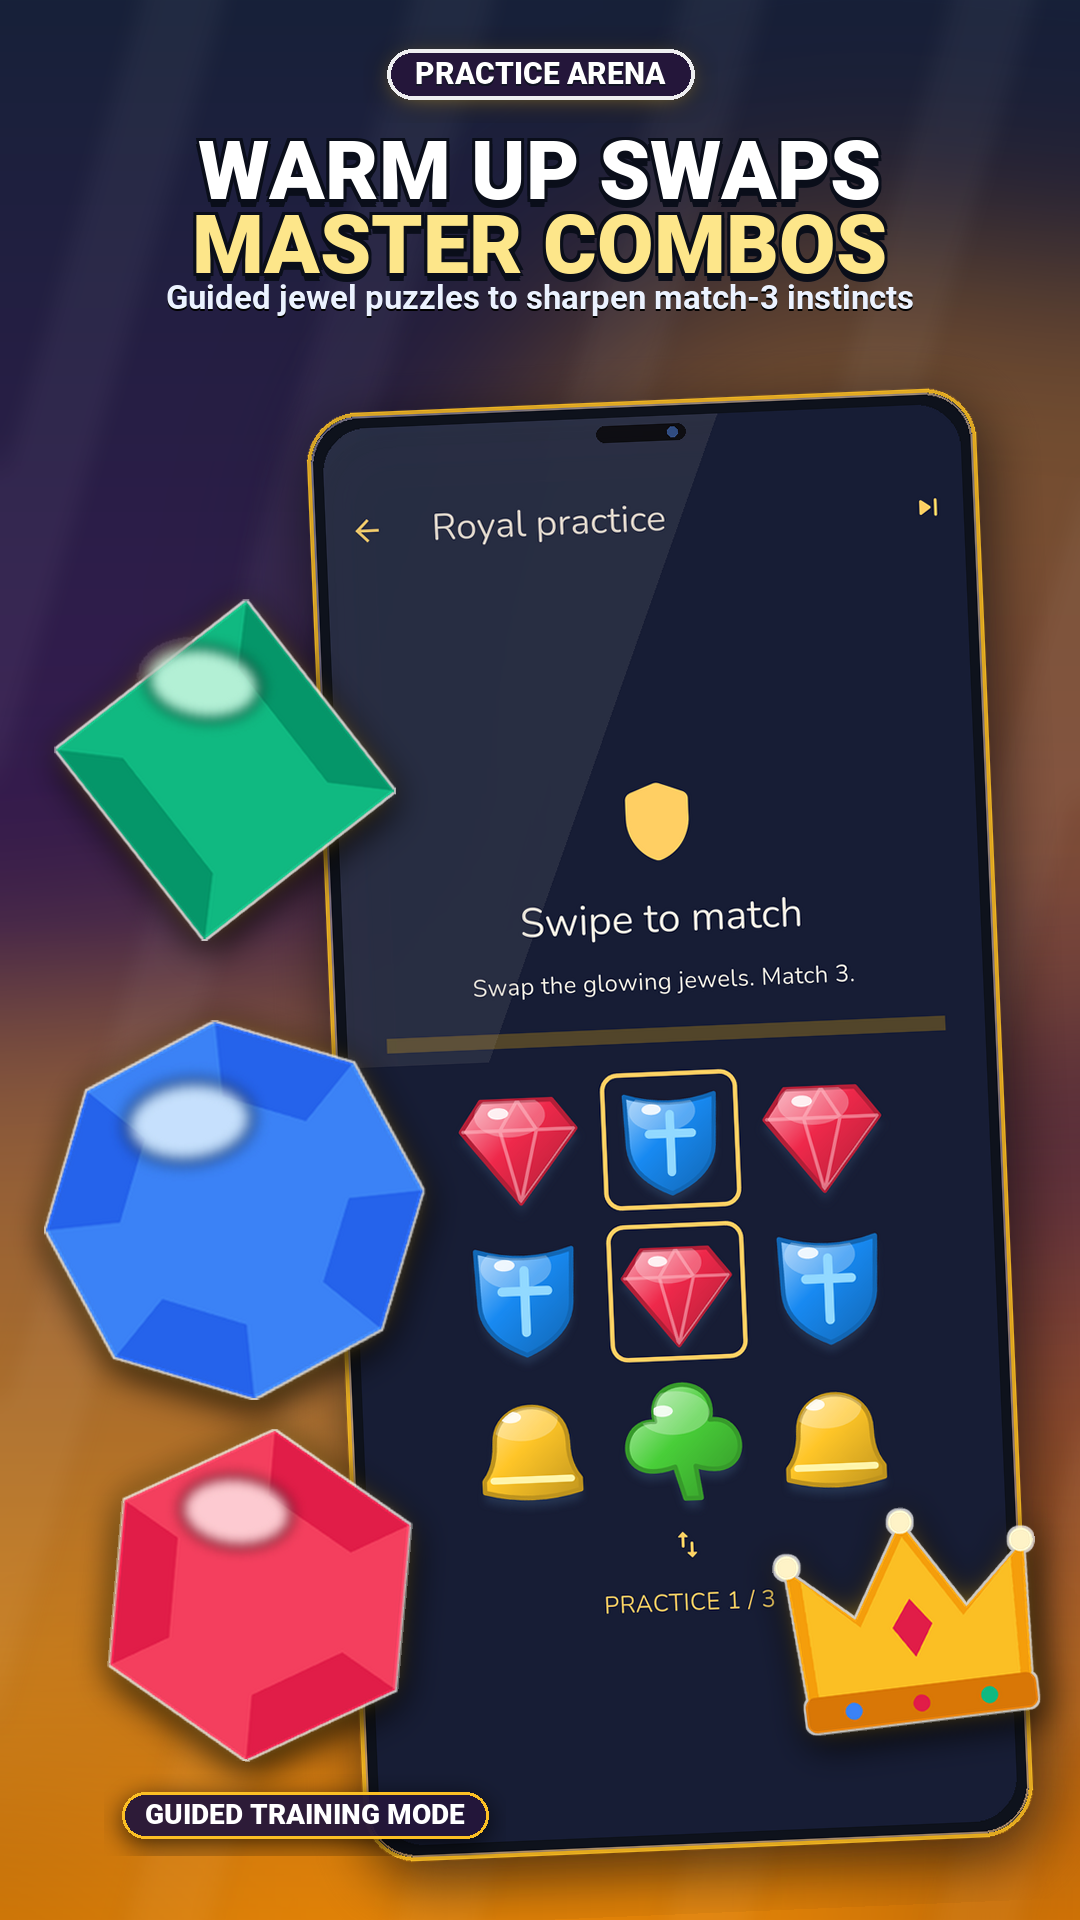 PRACTICE ARENA
WARM UP SWAPS
MASTER COMBOS
Guided jewel puzzles to sharpen match-3 instincts
Royal practice
Swipe to match
Swap the glowing jewels. Match 3.
PRACTICE 1 / 3
GUIDED TRAINING MODE